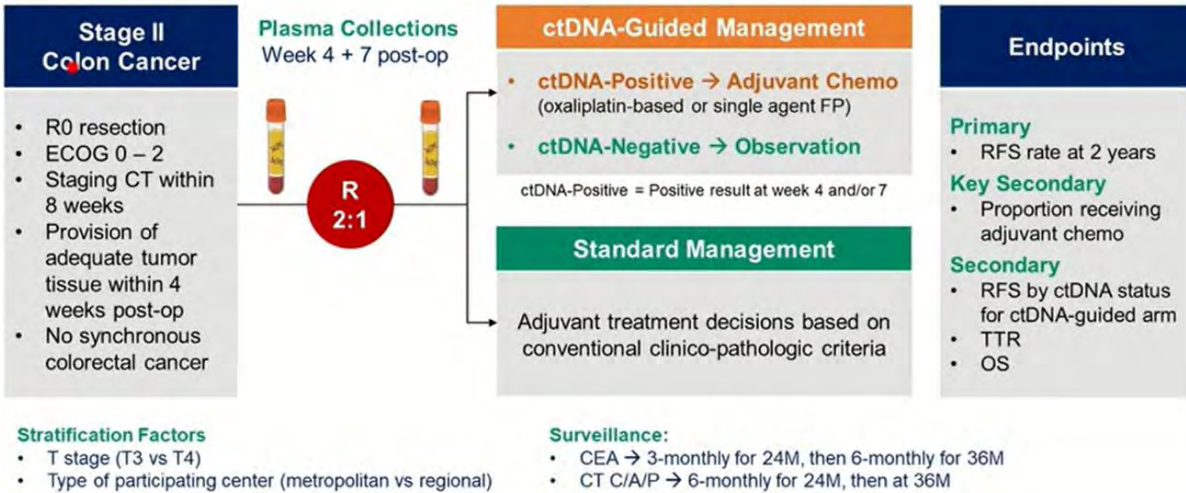 Stage II
Colon Cancer
• R0 resection
• ECOG 0 – 2
• Staging CT within
8 weeks
• Provision of
adequate tumor
tissue within 4
weeks post-op
• No synchronous
colorectal cancer
Plasma Collections
Week 4 + 7 post-op
R
2:1
ctDNA-Guided Management
• ctDNA-Positive → Adjuvant Chemo
(oxaliplatin-based or single agent FP)
• ctDNA-Negative → Observation
ctDNA-Positive = Positive result at week 4 and/or 7
Standard Management
Adjuvant treatment decisions based on
conventional clinico-pathologic criteria
Endpoints
Primary
• RFS rate at 2 years
Key Secondary
• Proportion receiving
adjuvant chemo
Secondary
• RFS by ctDNA status
for ctDNA-guided arm
• TTR
• OS
Stratification Factors
• T stage (T3 vs T4)
• Type of participating center (metropolitan vs regional)
Surveillance:
• CEA → 3-monthly for 24M, then 6-monthly for 36M
• CT C/A/P → 6-monthly for 24M, then at 36M